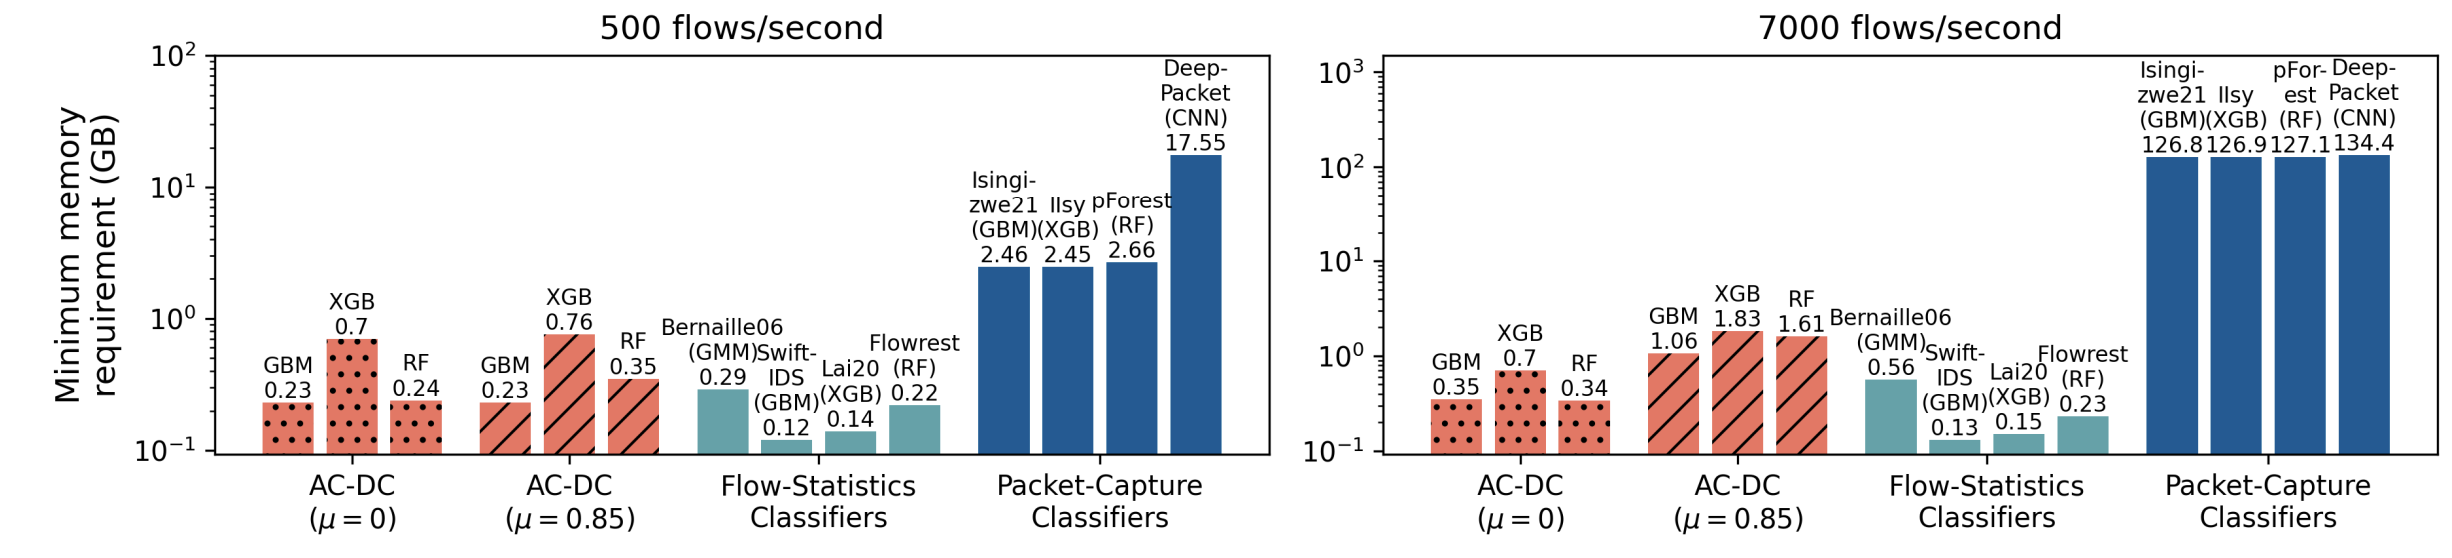 500 flows/second
Minimum memory
requirement (GB)
10²
10¹
10⁰
10⁻¹
GBM
0.23
XGB
0.7
RF
0.24
GBM
0.23
XGB
0.76
RF
0.35
Bernaille06
(GMM)
0.29
Swift-
IDS
(GBM)
0.12
Lai20
(XGB)
0.14
Flowrest
(RF)
0.22
Isingi-
zwe21
(GBM)
2.46
IIsy
(XGB)
2.45
pForest
(RF)
2.66
Deep-
Packet
(CNN)
17.55
AC-DC
(μ = 0)
AC-DC
(μ = 0.85)
Flow-Statistics
Classifiers
Packet-Capture
Classifiers
7000 flows/second
10³
10²
10¹
10⁰
10⁻¹
GBM
0.35
XGB
0.7
RF
0.34
GBM
1.06
XGB
1.83
RF
1.61
Bernaille06
(GMM)
0.56
Swift-
IDS
(GBM)
0.13
Lai20
(XGB)
0.15
Flowrest
(RF)
0.23
Isingi-
zwe21
(GBM)
126.8
IIsy
(XGB)
126.9
pFor-
est
(RF)
127.1
Deep-
Packet
(CNN)
134.4
AC-DC
(μ = 0)
AC-DC
(μ = 0.85)
Flow-Statistics
Classifiers
Packet-Capture
Classifiers